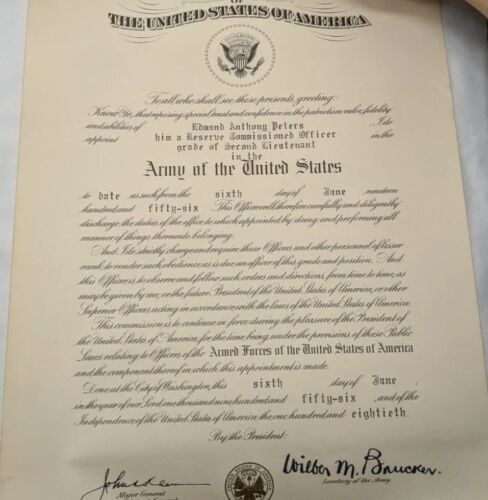 OF
THE UNITED STATES OF AMERICA
To all who shall see these presents, greeting:
Know Ye, that reposing special trust and confidence in the patriotism, valor, fidelity
and abilities of Edmund Anthony Peters , I do
appoint him a Reserve Commissioned Officer in the
grade of Second Lieutenant
in the
Army of the United States
to date as such from the sixth day of June nineteen
hundred and fifty-six . This Officer will therefore carefully and diligently
discharge the duties of the office to which appointed by doing and performing all
manner of things thereunto belonging.
And I do strictly charge and require those Officers and other personnel of lesser
rank to render such obedience as is due an officer of this grade and position. And
this Officer is to observe and follow such orders and directions, from time to time, as
may be given by me, or the future President of the United States of America, or other
Superior Officers acting in accordance with the laws of the United States of America.
This commission is to continue in force during the pleasure of the President of
the United States of America for the time being, under the provisions of those Public
Laws relating to Officers of the Armed Forces of the United States of America
and the component thereof in which this appointment is made.
Done at the City of Washington, this sixth day of June
in the year of our Lord one thousand nine hundred and fifty-six and of the
Independence of the United States of America, the one hundred and eightieth.
By the President:
Wilber M. Brucker.
Major General
Secretary of the Army